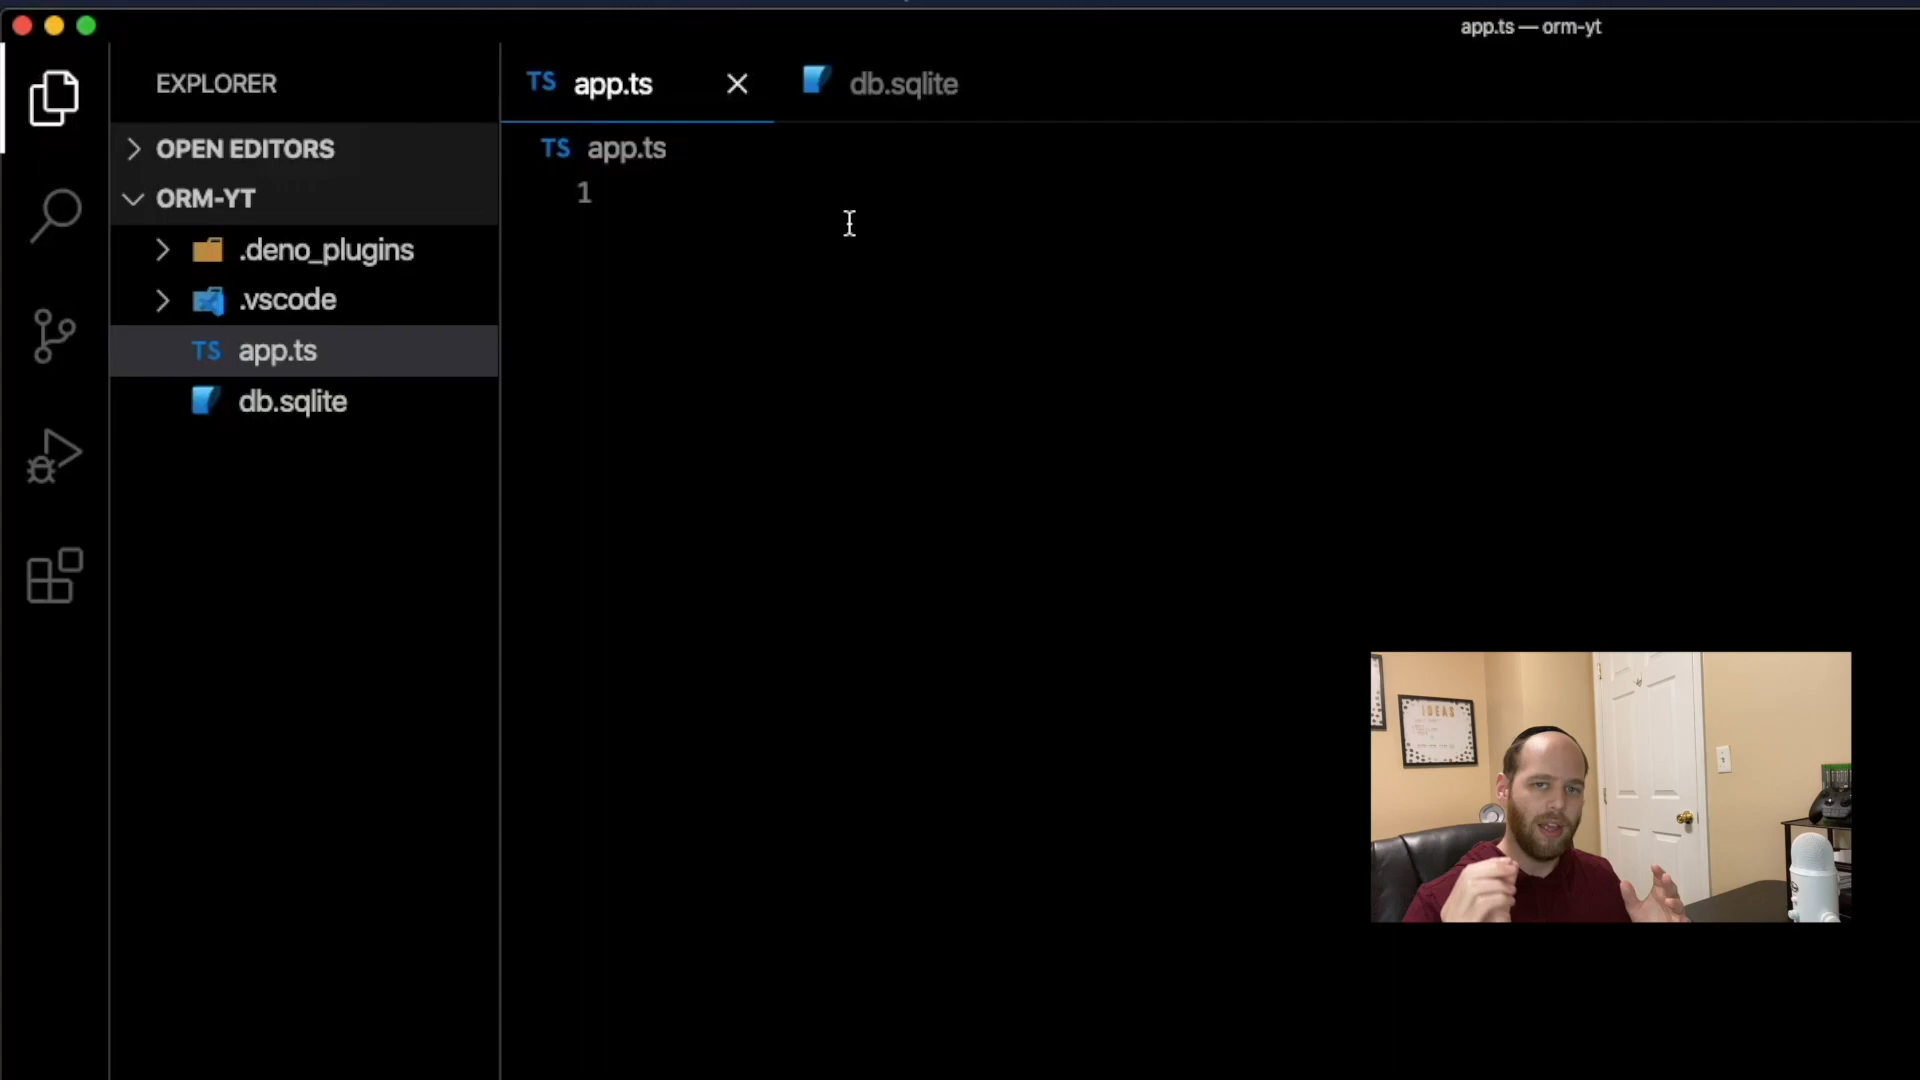 app.ts — orm-yt
EXPLORER
OPEN EDITORS
ORM-YT
.deno_plugins
.vscode
TS app.ts
db.sqlite
TS app.ts
db.sqlite
TS app.ts
1
IDEAS